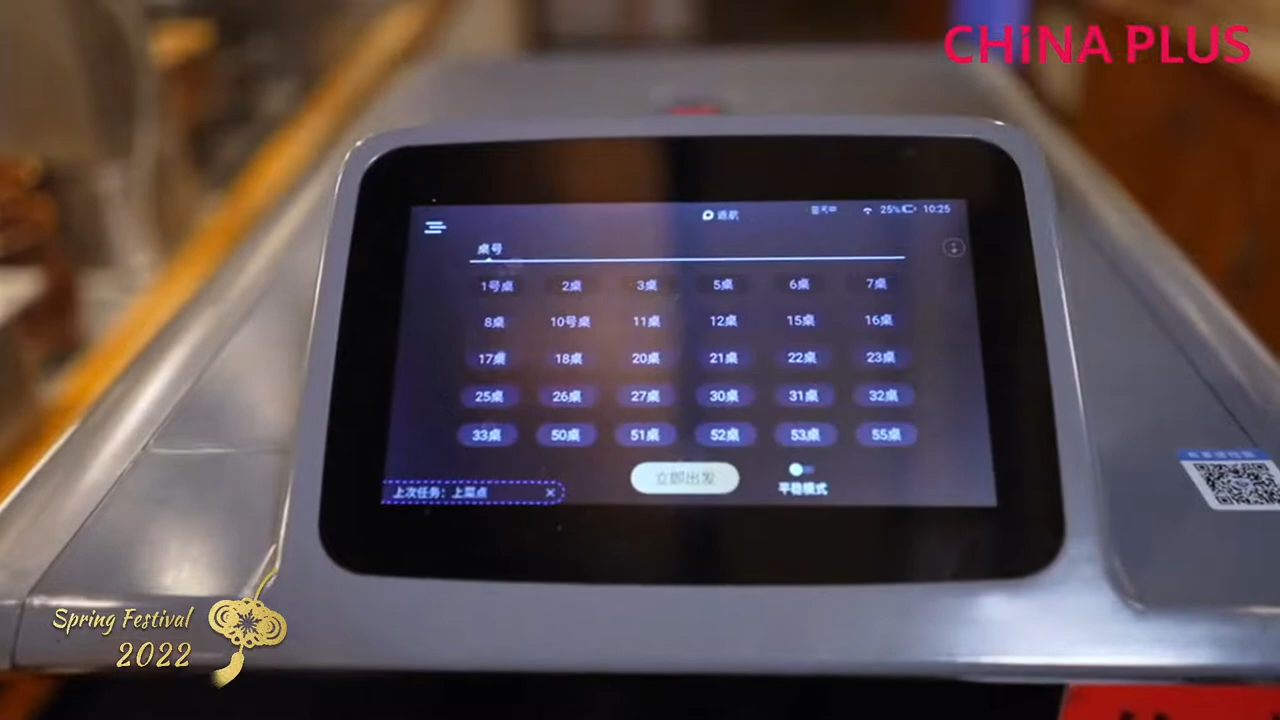 CHiNA PLUS
返航
25% 10:25
桌号
1号桌 2桌 3桌 5桌 6桌 7桌
8桌 10号桌 11桌 12桌 15桌 16桌
17桌 18桌 20桌 21桌 22桌 23桌
25桌 26桌 27桌 30桌 31桌 32桌
33桌 50桌 51桌 52桌 53桌 55桌
立即出发
平稳模式
上次任务：上菜点
Spring Festival
2022